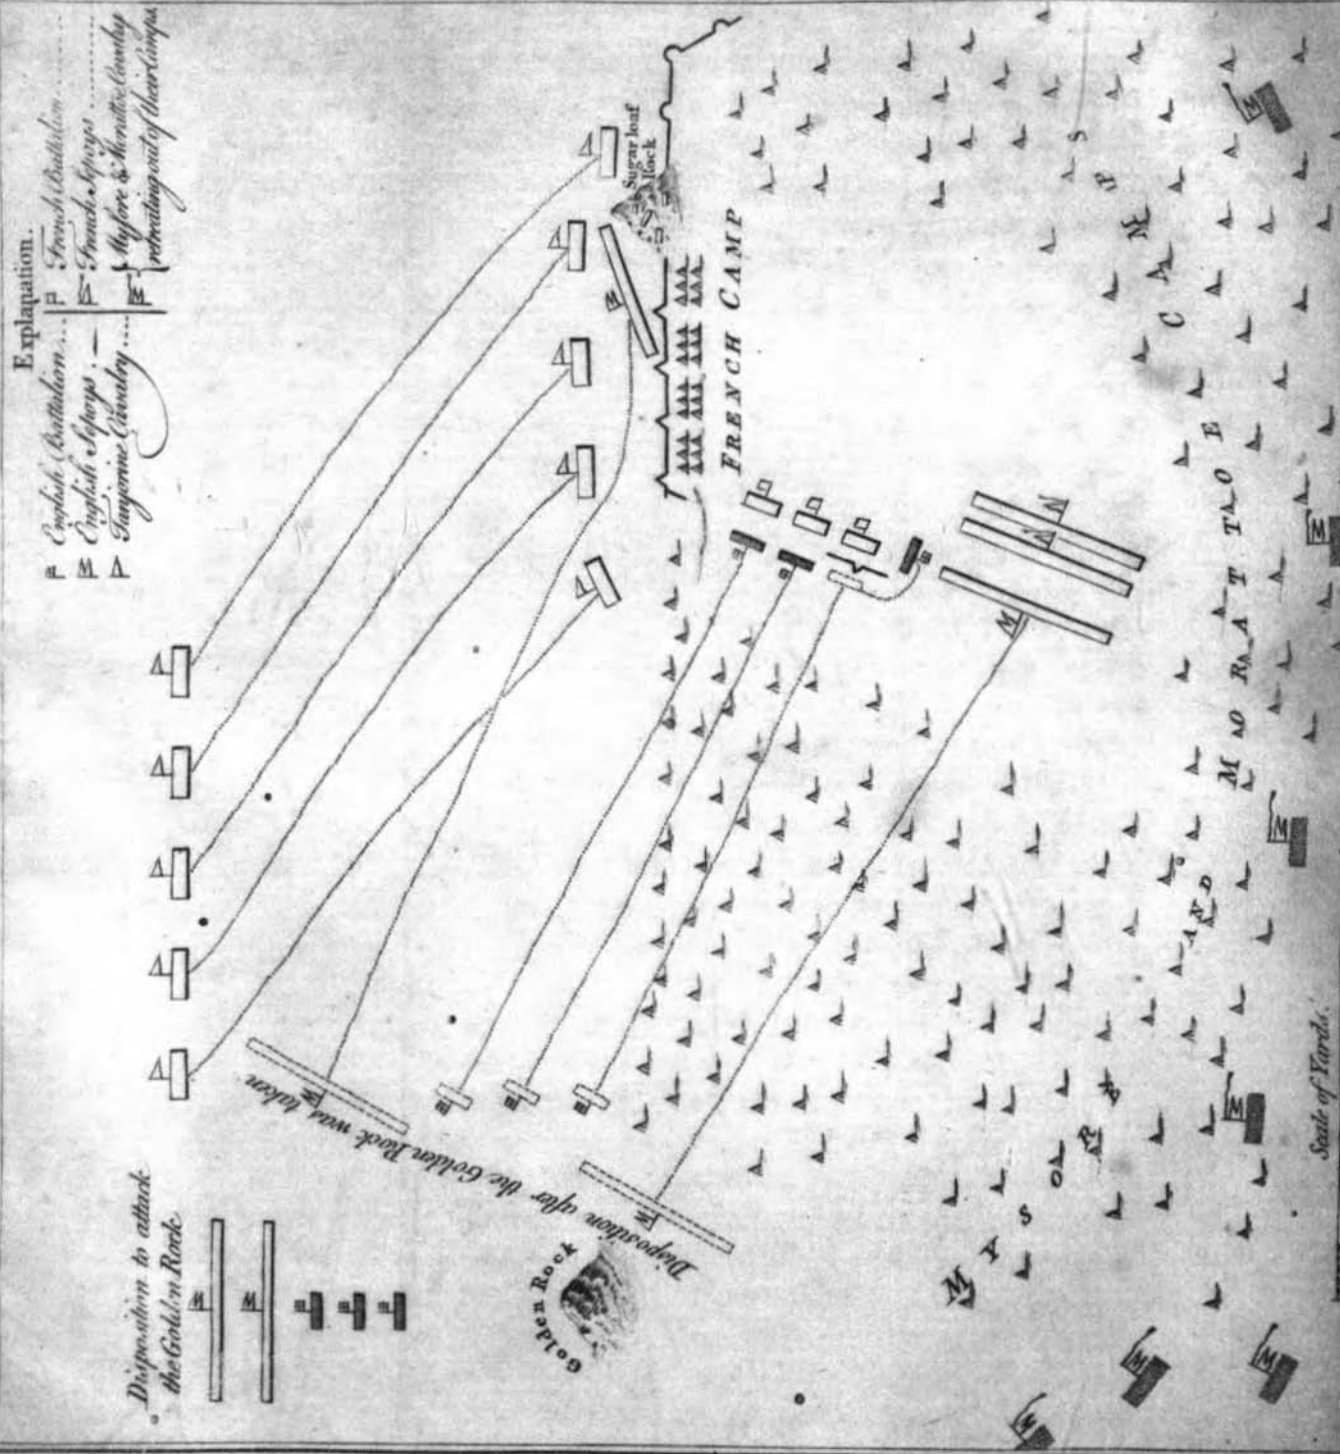 Explanation.
English Battalion
English Sepoys
Tanjorine Cavalry
French Battalion
French Sepoys
Mysore & Morattoe Cavalry
retreating out of their Camps
Sugar loaf
Rock
FRENCH CAMP
Disposition to attack
the Golden Rock
Disposition after the Golden Rock was taken
Golden Rock
MYSORE AND MORATTOE CAMPS
Scale of Yards.